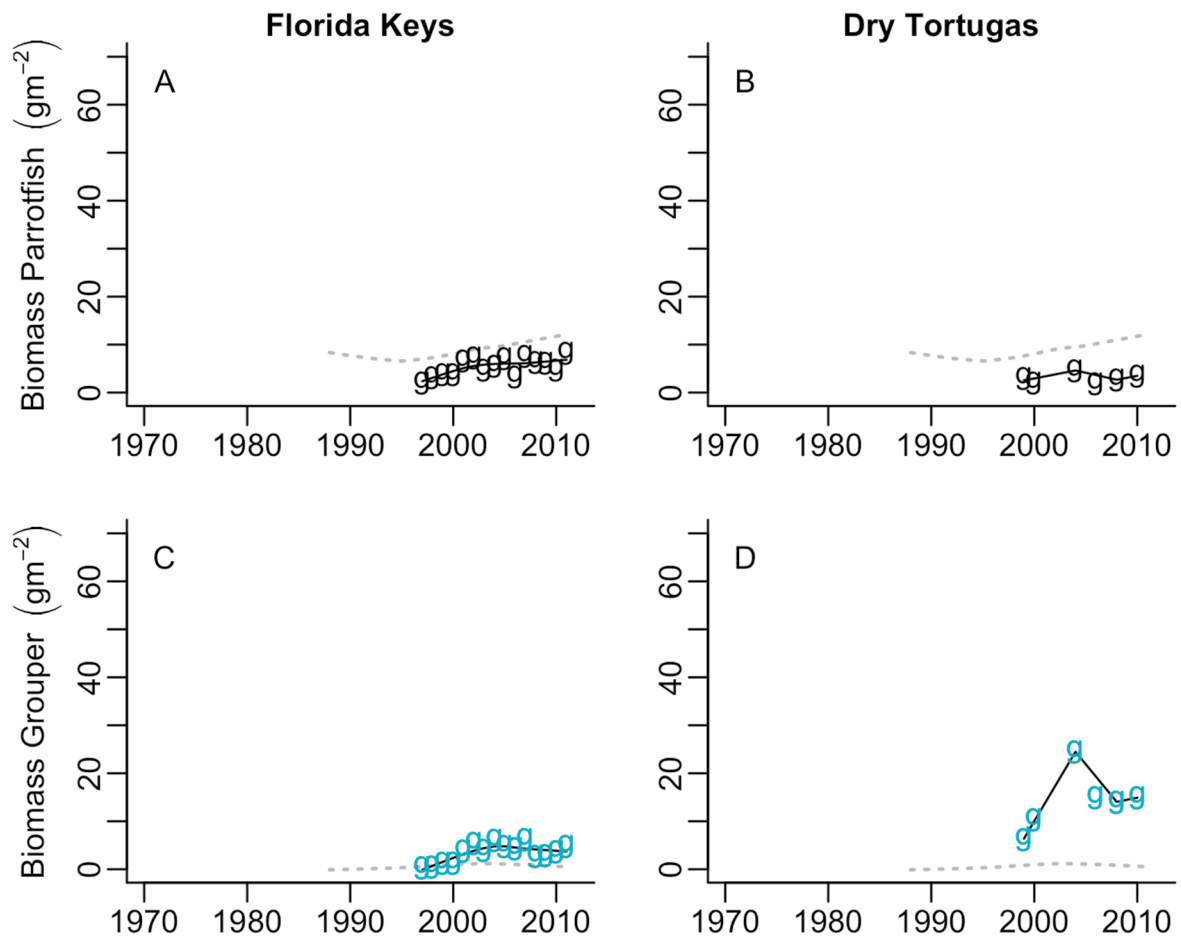 Florida Keys
Dry Tortugas
Biomass Parrotfish (gm⁻²)
0 20 40 60
A
g g g g g g g g g g g g g g g
1970 1980 1990 2000 2010
0 20 40 60
B
g g g g g g
1970 1980 1990 2000 2010
Biomass Grouper (gm⁻²)
0 20 40 60
C
g g g g g g g g g g g g g g g
1970 1980 1990 2000 2010
0 20 40 60
D
g g g g g g
1970 1980 1990 2000 2010